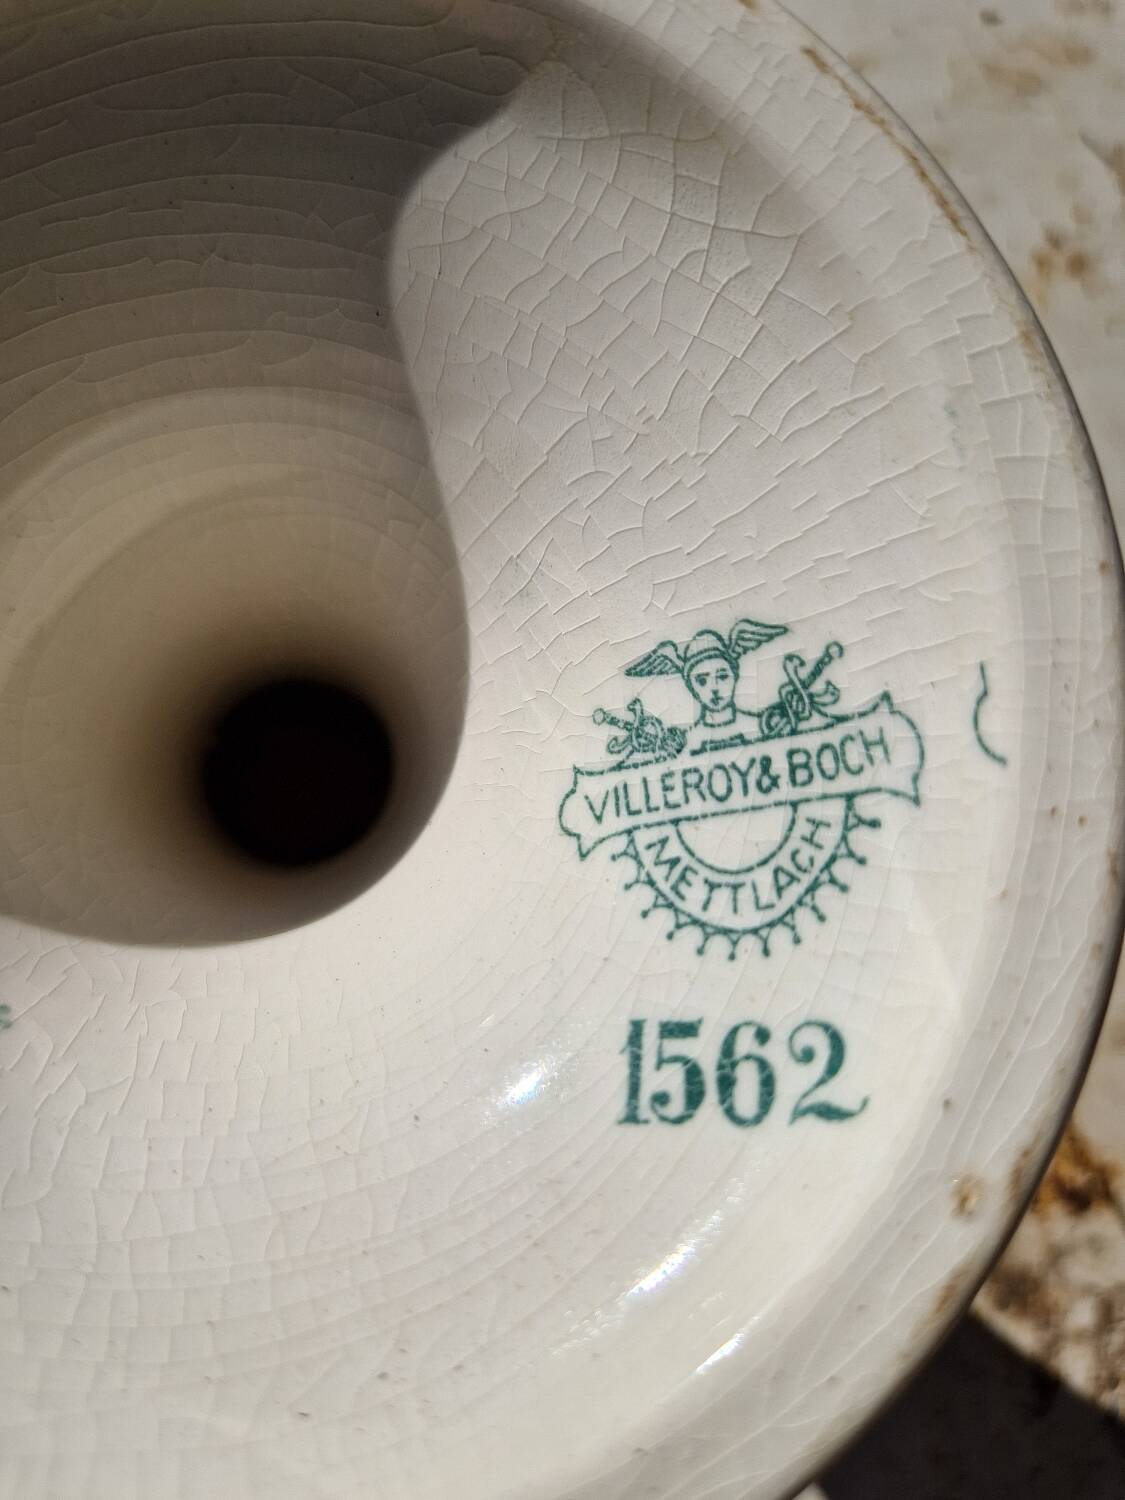 VILLEROY & BOCH
METTLACH
1562